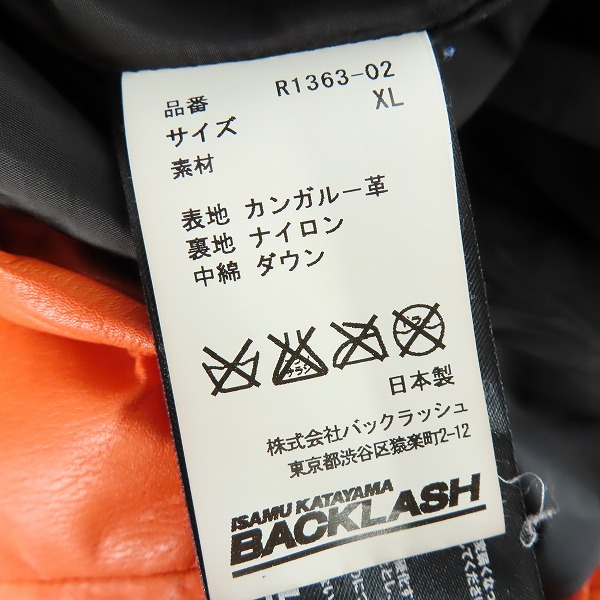 品番 R1363-02
サイズ XL
素材
表地 カンガルー革
裏地 ナイロン
中綿 ダウン
日本製
株式会社バックラッシュ
東京都渋谷区猿楽町2-12
ISAMU KATAYAMA
BACKLASH